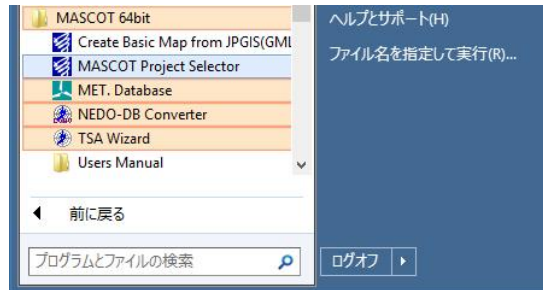 MASCOT 64bit
Create Basic Map from JPGIS(GML
MASCOT Project Selector
MET. Database
NEDO-DB Converter
TSA Wizard
Users Manual
前に戻る
プログラムとファイルの検索
ヘルプとサポート(H)
ファイル名を指定して実行(R)...
ログオフ